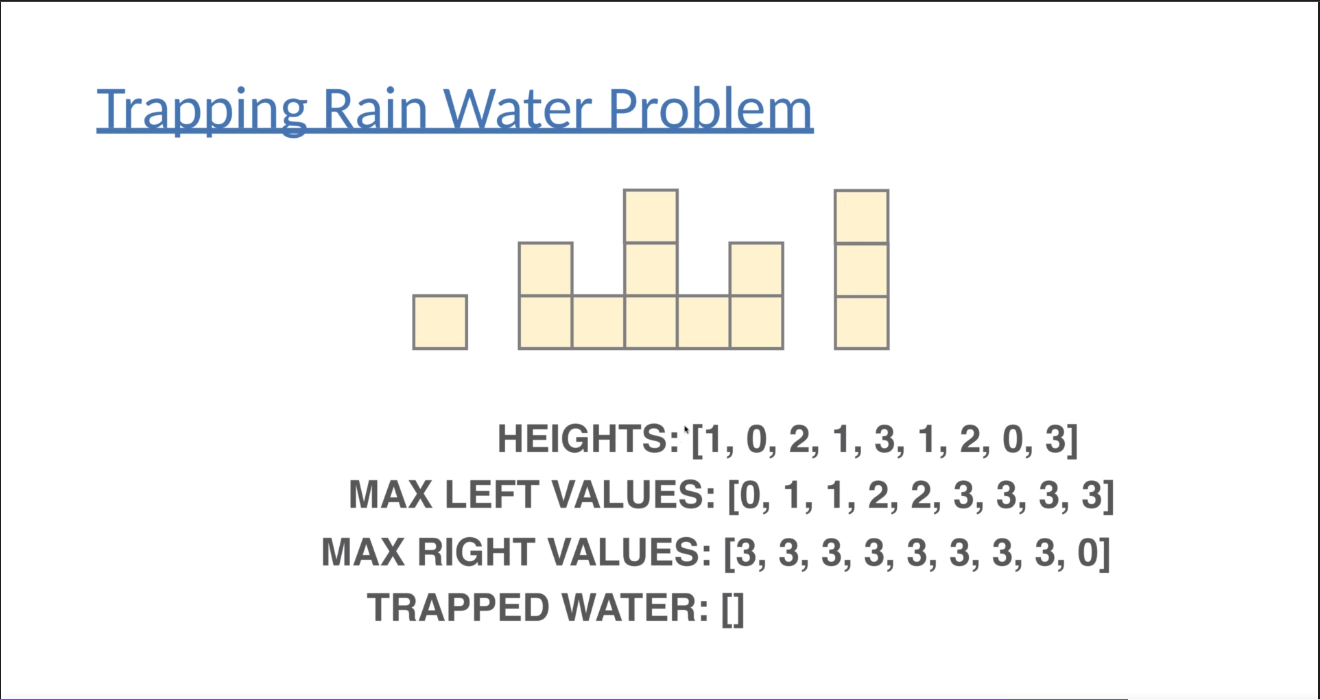 Trapping Rain Water Problem
HEIGHTS: [1, 0, 2, 1, 3, 1, 2, 0, 3]
MAX LEFT VALUES: [0, 1, 1, 2, 2, 3, 3, 3, 3]
MAX RIGHT VALUES: [3, 3, 3, 3, 3, 3, 3, 3, 0]
TRAPPED WATER: []